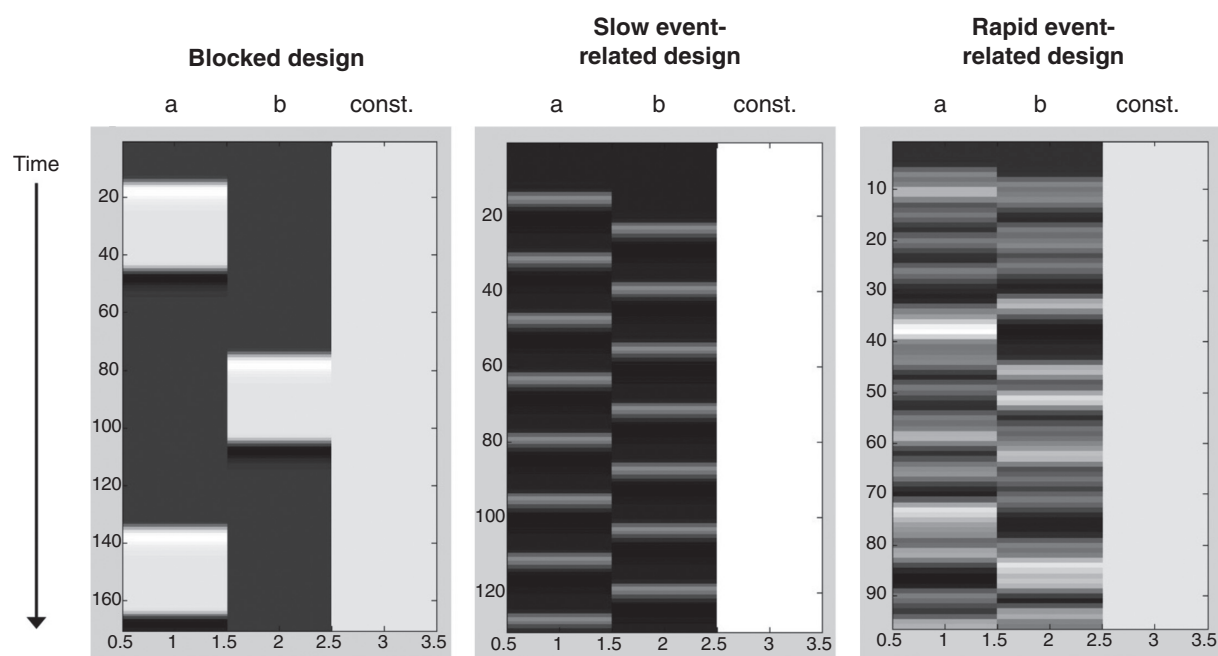 Blocked design
a b const.
Time
20
40
60
80
100
120
140
160
0.5 1 1.5 2 2.5 3 3.5
Slow event-
related design
a b const.
20
40
60
80
100
120
0.5 1 1.5 2 2.5 3 3.5
Rapid event-
related design
a b const.
10
20
30
40
50
60
70
80
90
0.5 1 1.5 2 2.5 3 3.5